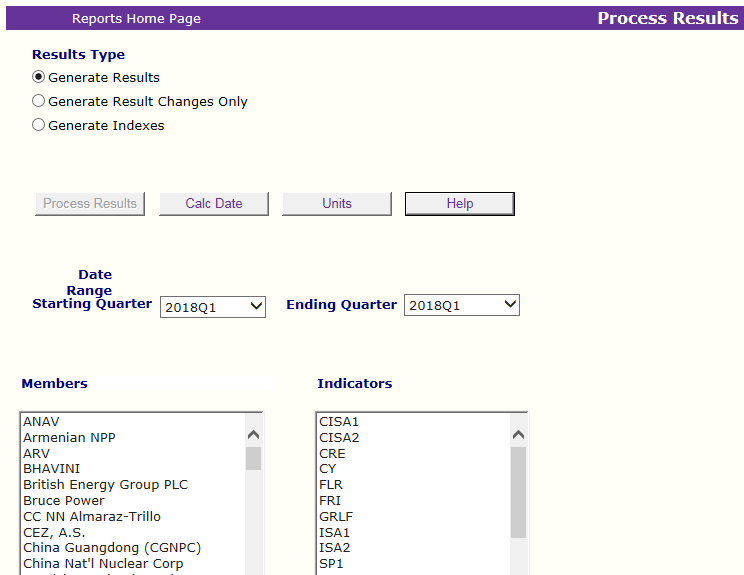 Reports Home Page Process Results
Results Type
Generate Results
Generate Result Changes Only
Generate Indexes
Process Results Calc Date Units Help
Date
Range
Starting Quarter 2018Q1 Ending Quarter 2018Q1
Members
ANAV
Armenian NPP
ARV
BHAVINI
British Energy Group PLC
Bruce Power
CC NN Almaraz-Trillo
CEZ, A.S.
China Guangdong (CGNPC)
China Nat'l Nuclear Corp
Indicators
CISA1
CISA2
CRE
CY
FLR
FRI
GRLF
ISA1
ISA2
SP1